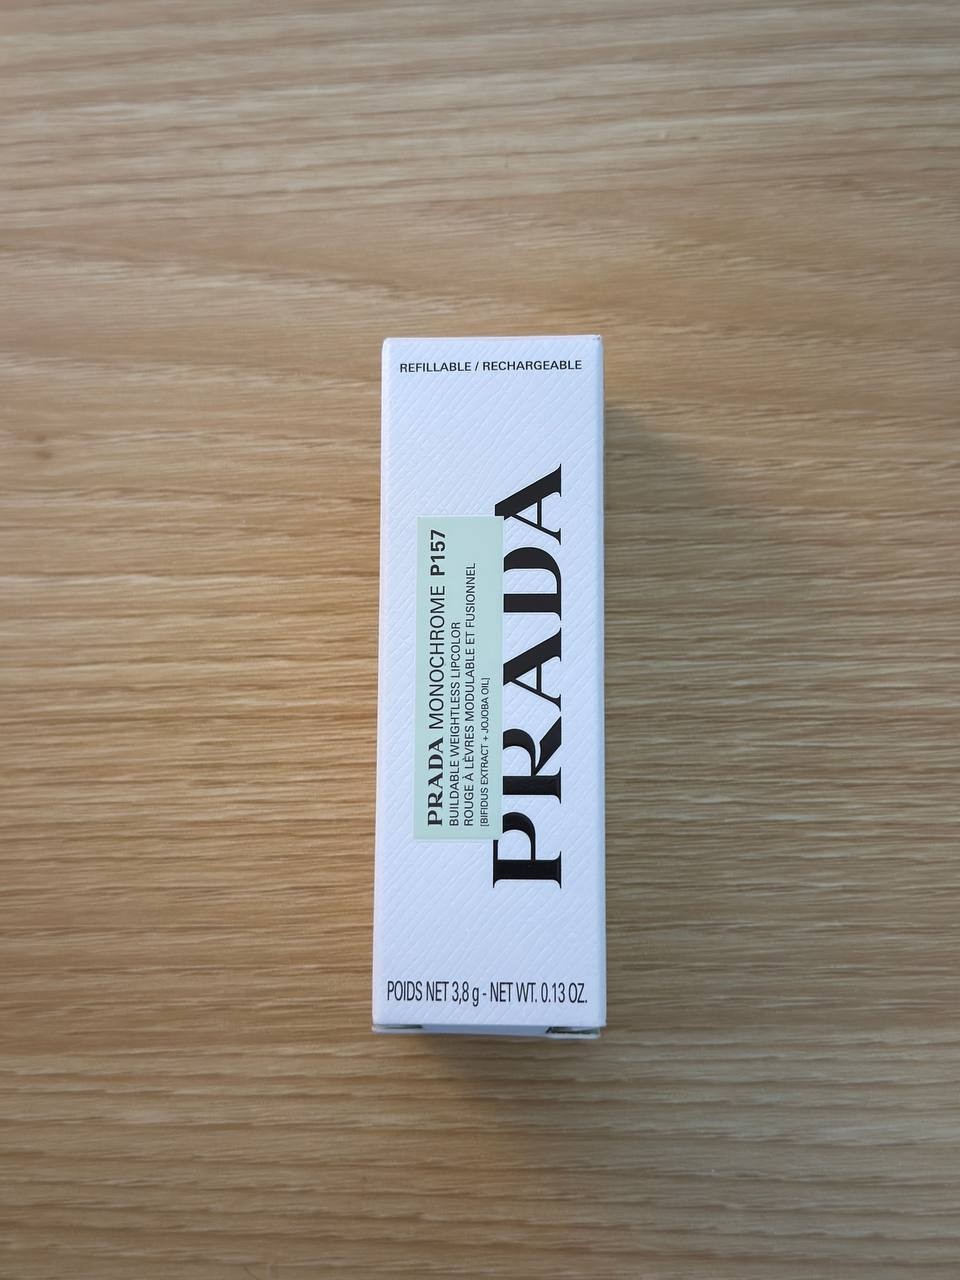 REFILLABLE / RECHARGEABLE
PRADA MONOCHROME P157
BUILDABLE WEIGHTLESS LIPCOLOR
ROUGE À LÈVRES MODULABLE ET FUSIONNEL
[BIFIDUS EXTRACT + JOJOBA OIL]
PRADA
POIDS NET 3,8 g - NET WT. 0.13 OZ.